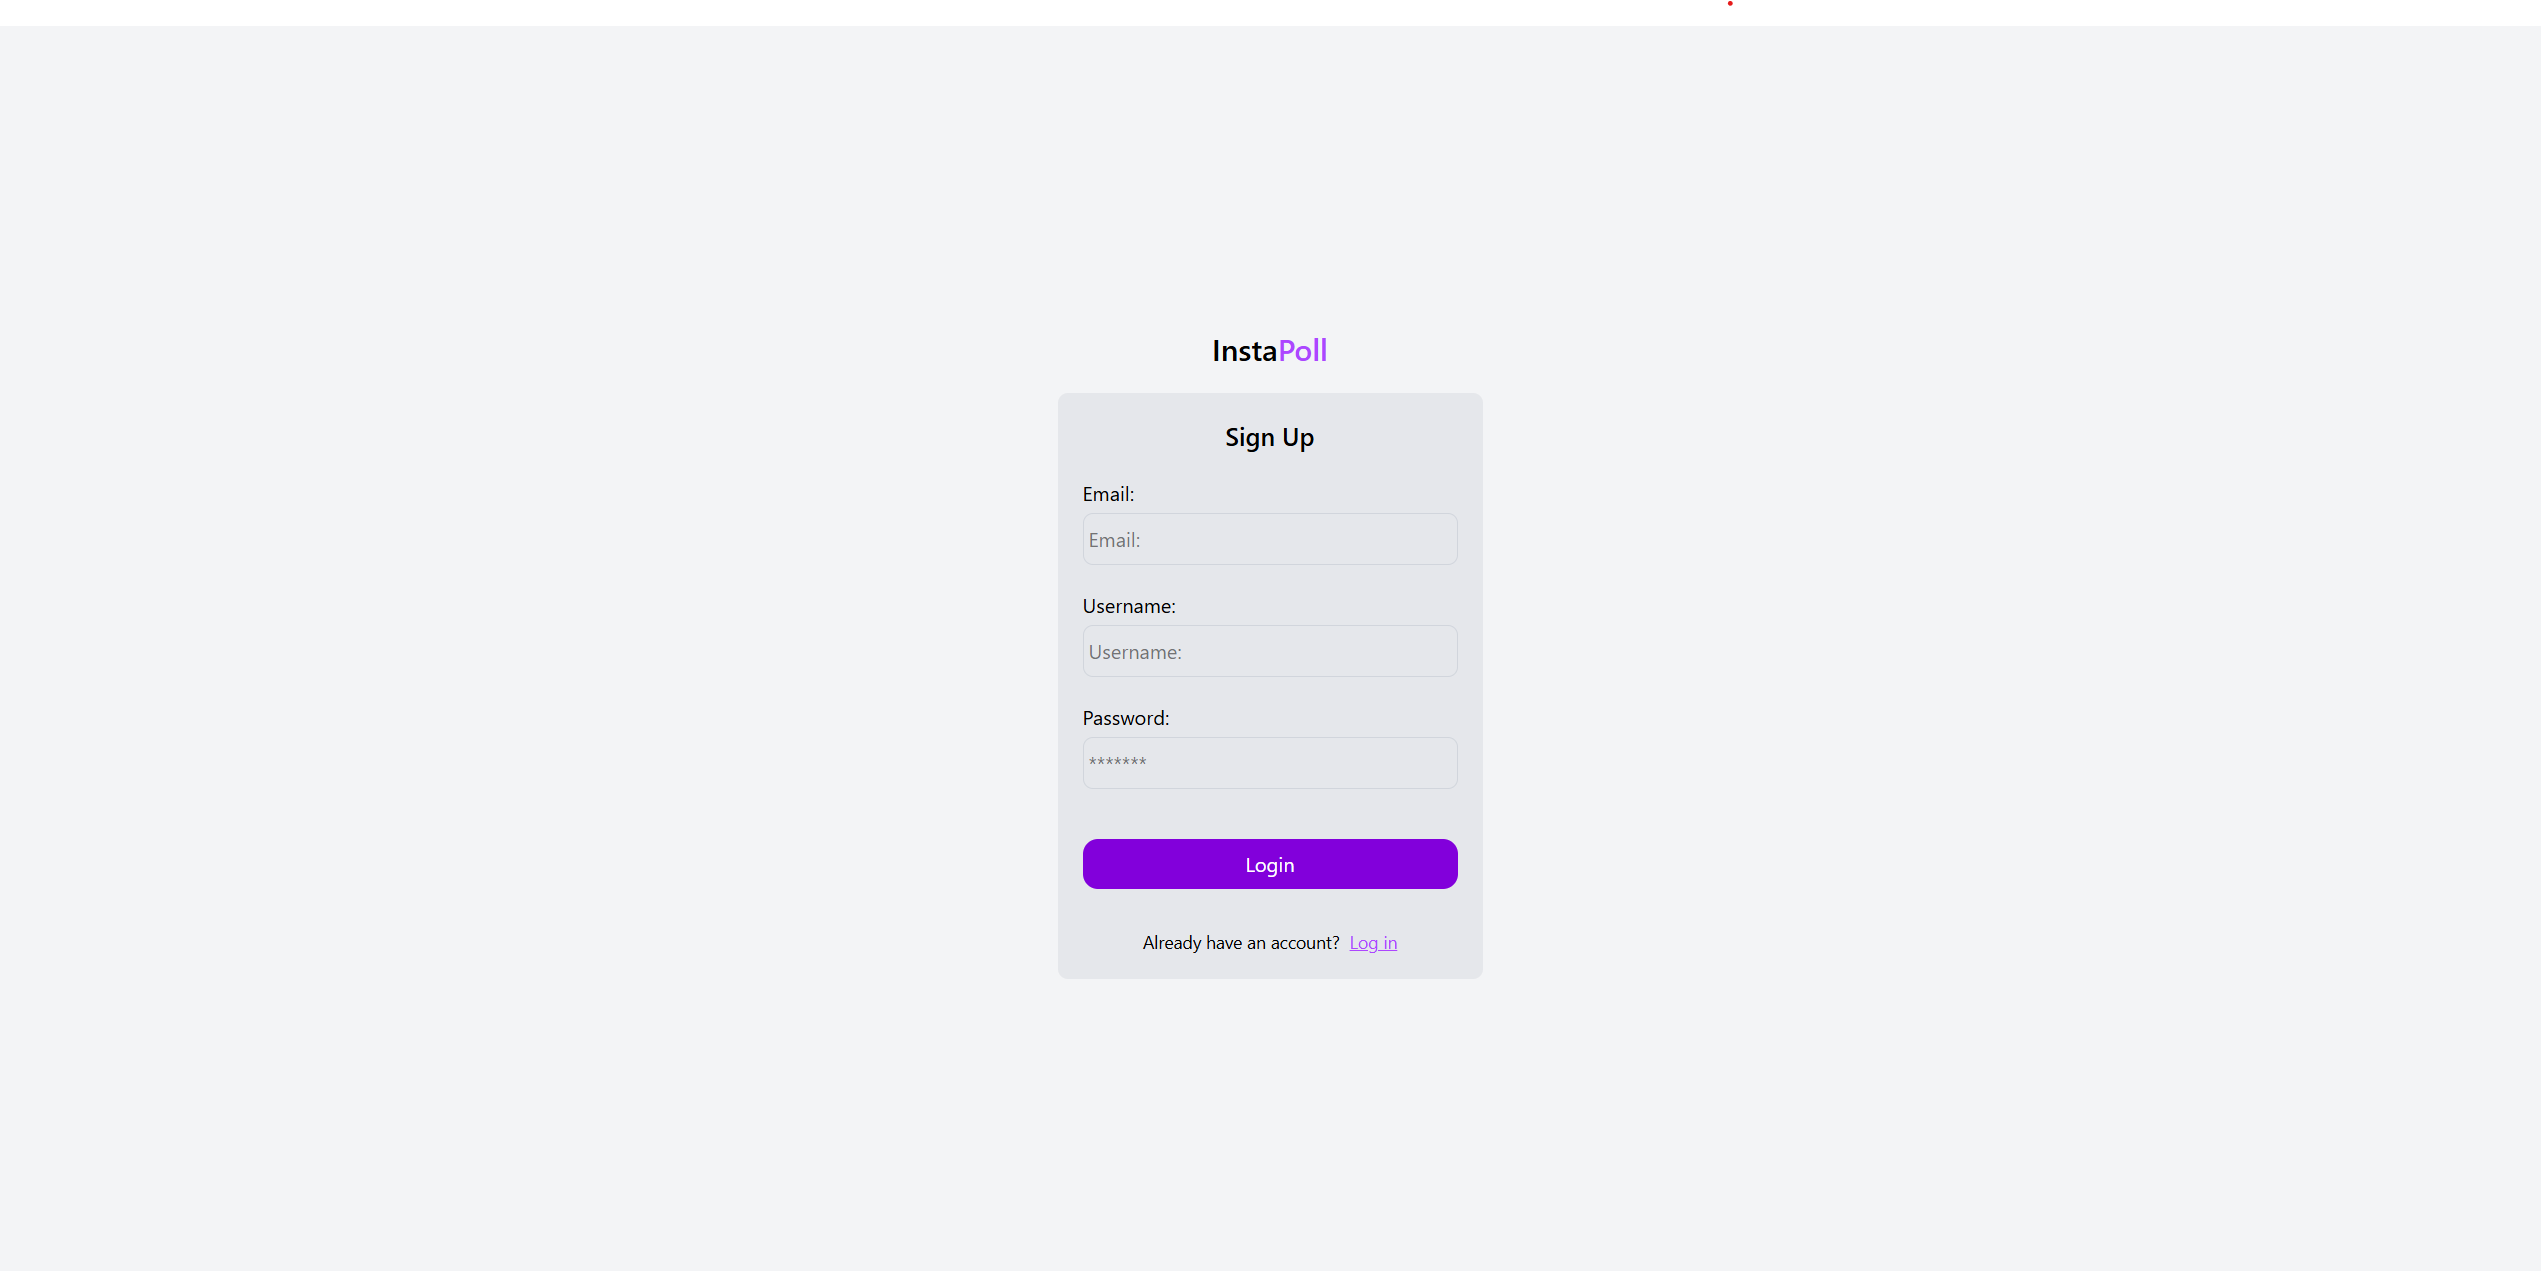 InstaPoll
Sign Up
Email:
Email:
Username:
Username:
Password:
*******
Login
Already have an account? Log in